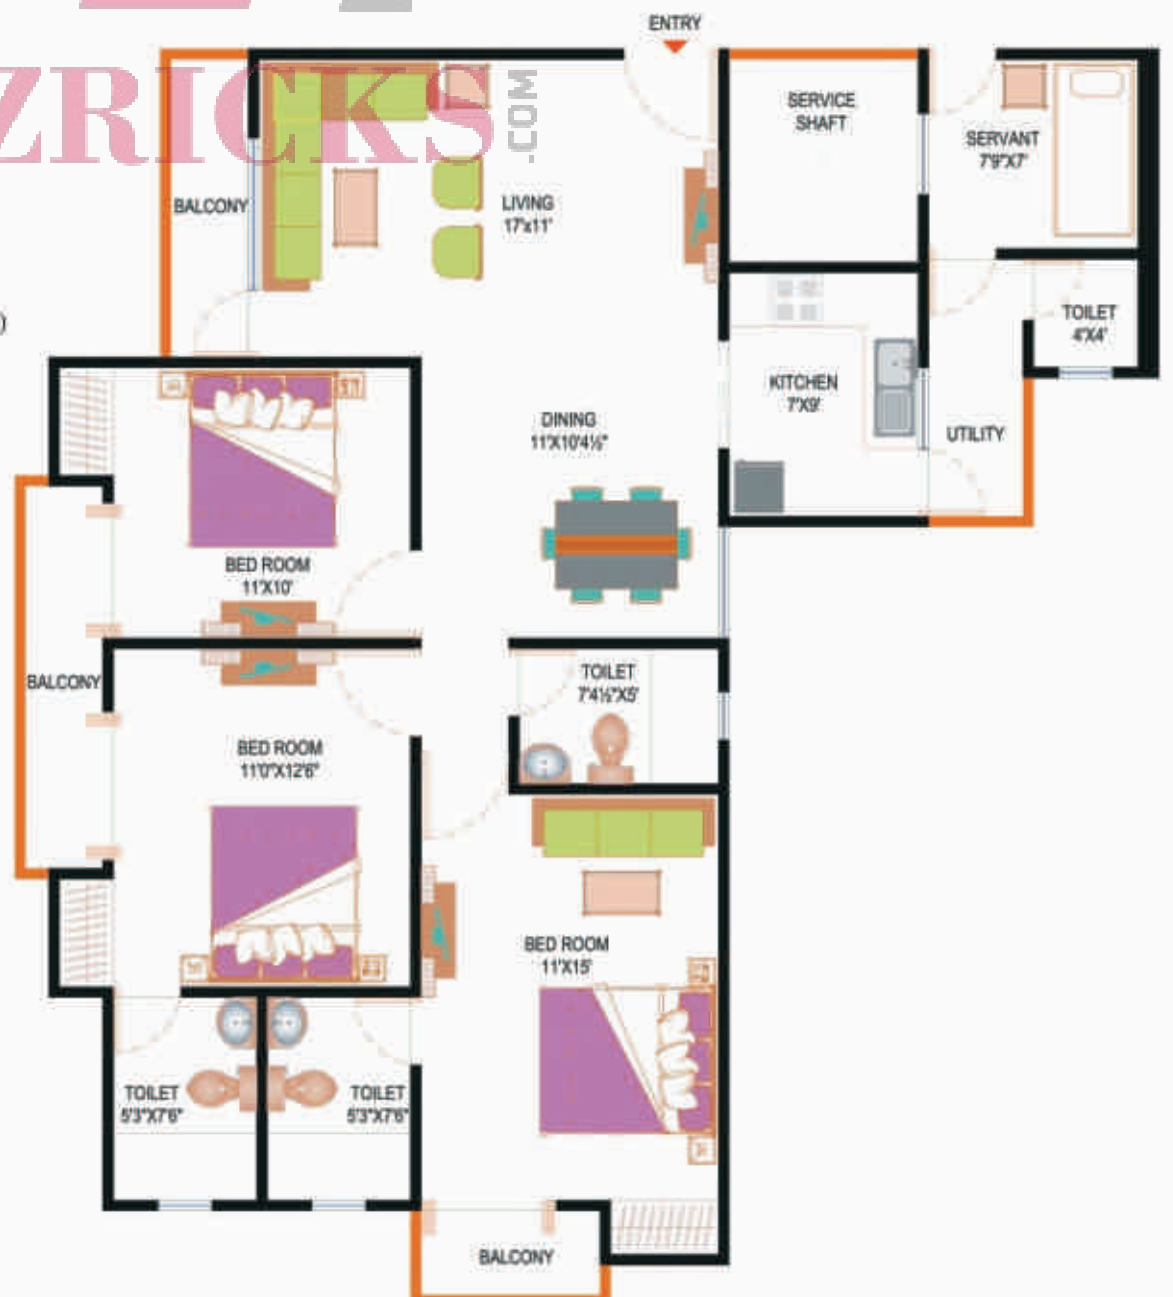 ENTRY
ZRICKS
.COM
SERVICE
SHAFT
SERVANT
7'9"X7'
BALCONY
LIVING
17'x11'
)
TOILET
4'X4'
KITCHEN
7'X9'
DINING
11'X10'4½"
UTILITY
BED ROOM
11'X10'
BALCONY
TOILET
7'4½"X5'
BED ROOM
11'0"X12'6"
BED ROOM
11'X15'
TOILET
5'3"X7'6"
TOILET
5'3"X7'6"
BALCONY